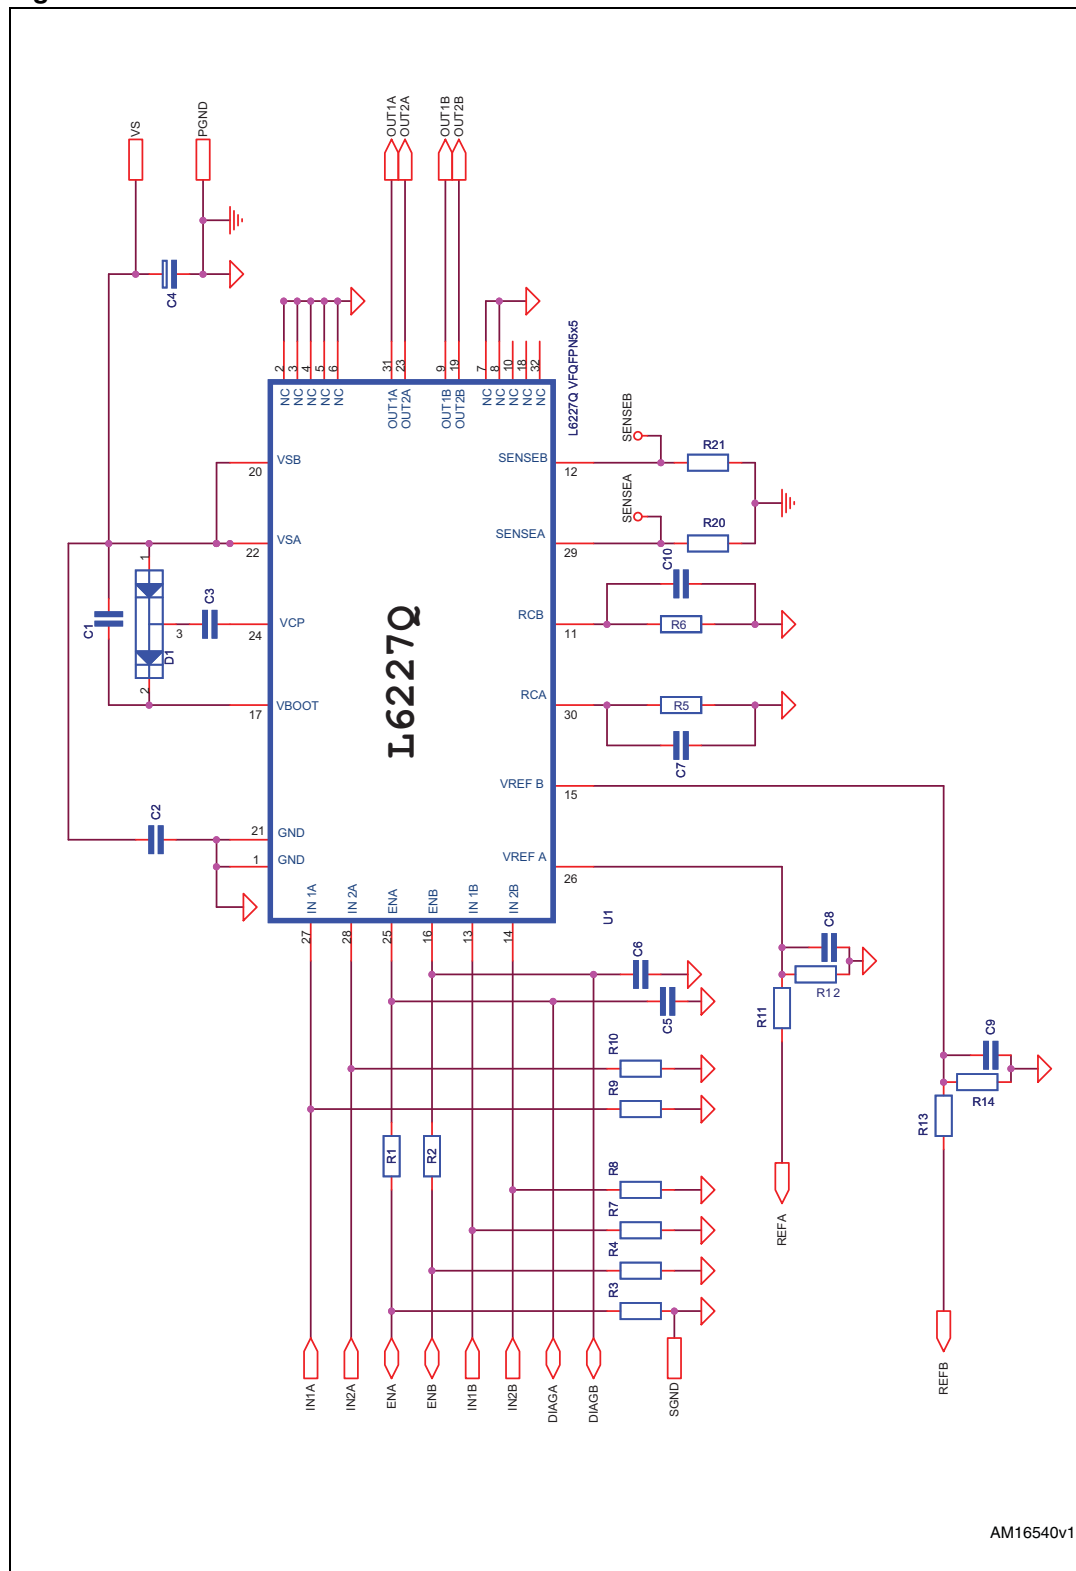 VS
PGND
OUT1A
OUT2A
OUT1B
OUT2B
C4
2
3
4
5
6
31
23
9
19
7
8
10
18
32
NC
NC
NC
NC
NC
OUT1A
OUT2A
OUT1B
OUT2B
NC
NC
NC
NC
NC
L6227Q VFQFPN5x5
VSB
20
SENSEB
12
SENSEB
R21
VSA
22
SENSEA
29
SENSEA
R20
C1
1
3
2
D1
C3
VCP
24
RCB
11
C10
R6
VBOOT
17
RCA
30
R5
C7
L6227Q
C2
21
GND
1
GND
VREF B
15
VREF A
26
IN 1A
IN 2A
ENA
ENB
IN 1B
IN 2B
27
28
25
16
13
14
U1
C6
C5
R10
R9
R1
R2
R8
R7
R4
R3
C8
R12
R11
C9
R14
R13
REFA
REFB
IN1A
IN2A
ENA
ENB
IN1B
IN2B
DIAGA
DIAGB
SGND
AM16540v1